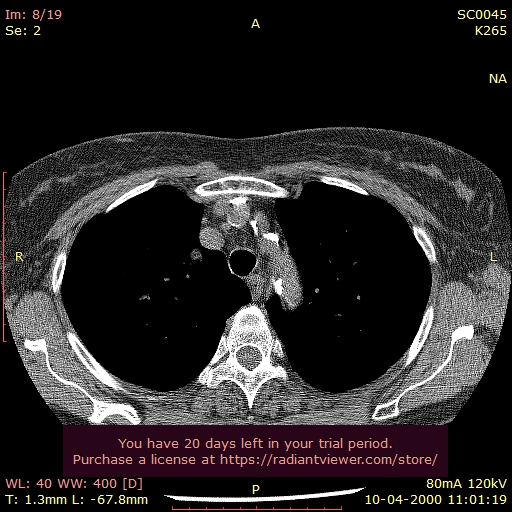 Im: 8/19
Se: 2
A
SC0045
K265
NA
R
L
You have 20 days left in your trial period.
Purchase a license at https://radiantviewer.com/store/
WL: 40 WW: 400 [D]
T: 1.3mm L: -67.8mm
P
80mA 120kV
10-04-2000 11:01:19